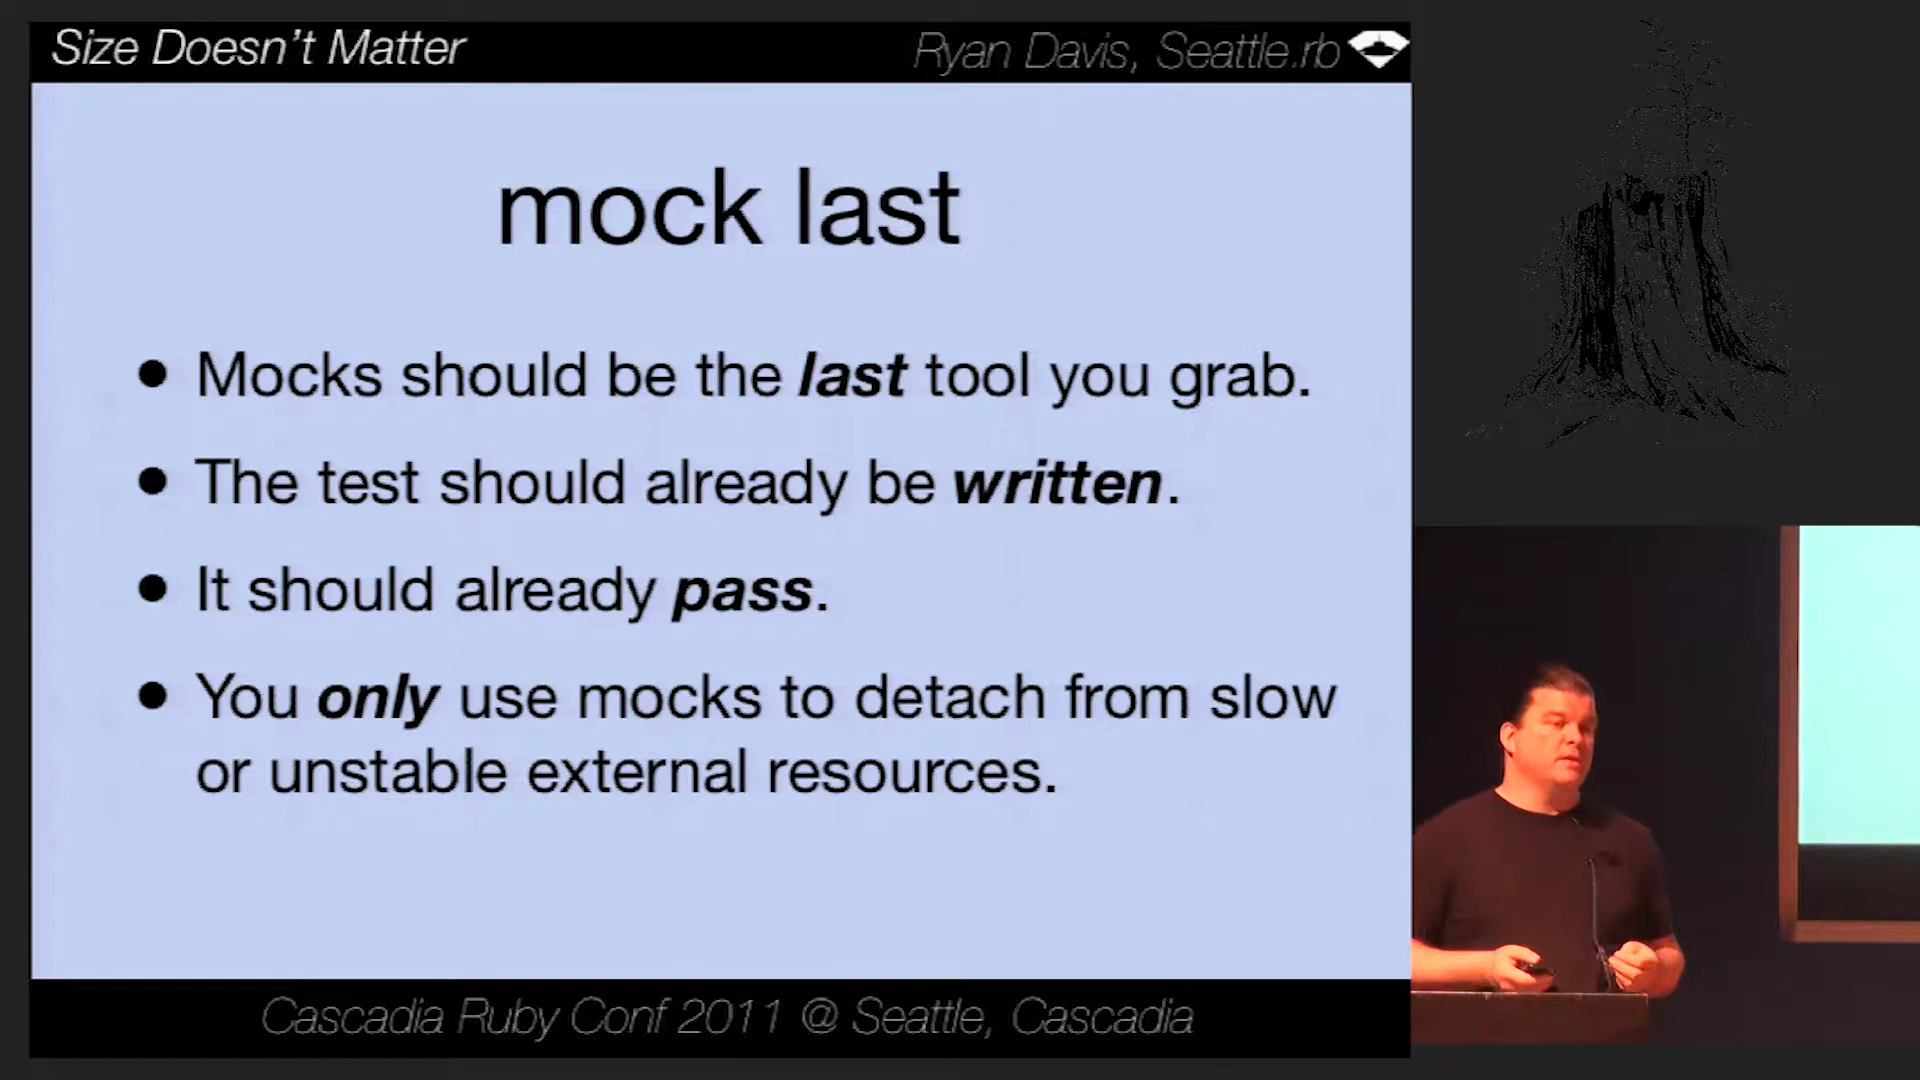 Size Doesn't Matter
Ryan Davis, Seattle.rb
mock last
• Mocks should be the last tool you grab.
• The test should already be written.
• It should already pass.
• You only use mocks to detach from slow
or unstable external resources.
Cascadia Ruby Conf 2011 @ Seattle, Cascadia